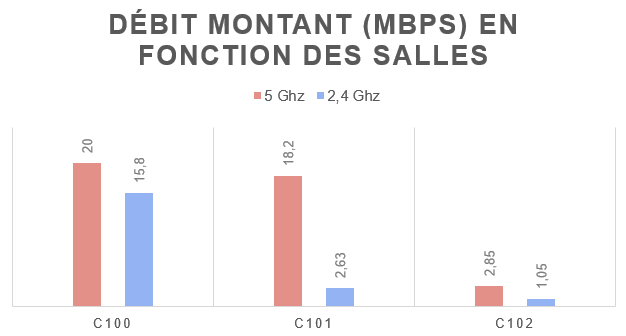 DÉBIT MONTANT (MBPS) EN
FONCTION DES SALLES
5 Ghz 2,4 Ghz
20 15,8 18,2 2,63 2,85 1,05
C100 C101 C102